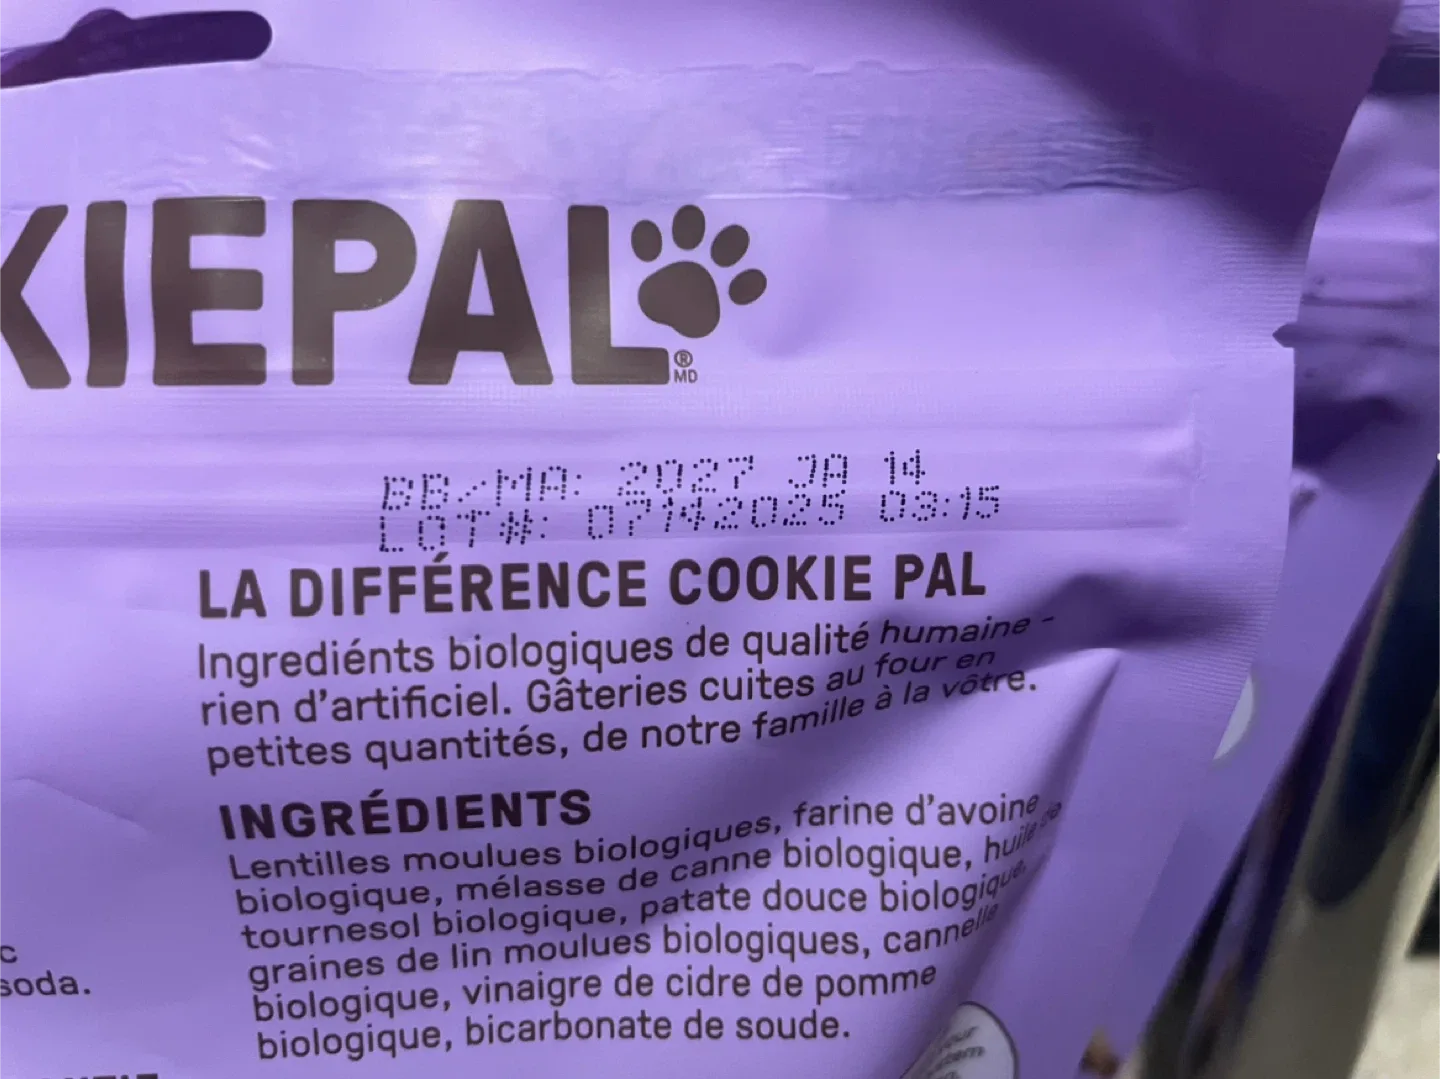 KIEPAL
®
MD
BB/MA: 2027 JA 14
LOT#: 07142025 03:15
LA DIFFÉRENCE COOKIE PAL
Ingrediénts biologiques de qualité humaine -
rien d'artificiel. Gâteries cuites au four en
petites quantités, de notre famille à la vôtre.
INGRÉDIENTS
Lentilles moulues biologiques, farine d'avoine
biologique, mélasse de canne biologique, huile de
tournesol biologique, patate douce biologique,
graines de lin moulues biologiques, cannelle
biologique, vinaigre de cidre de pomme
biologique, bicarbonate de soude.
c
soda.